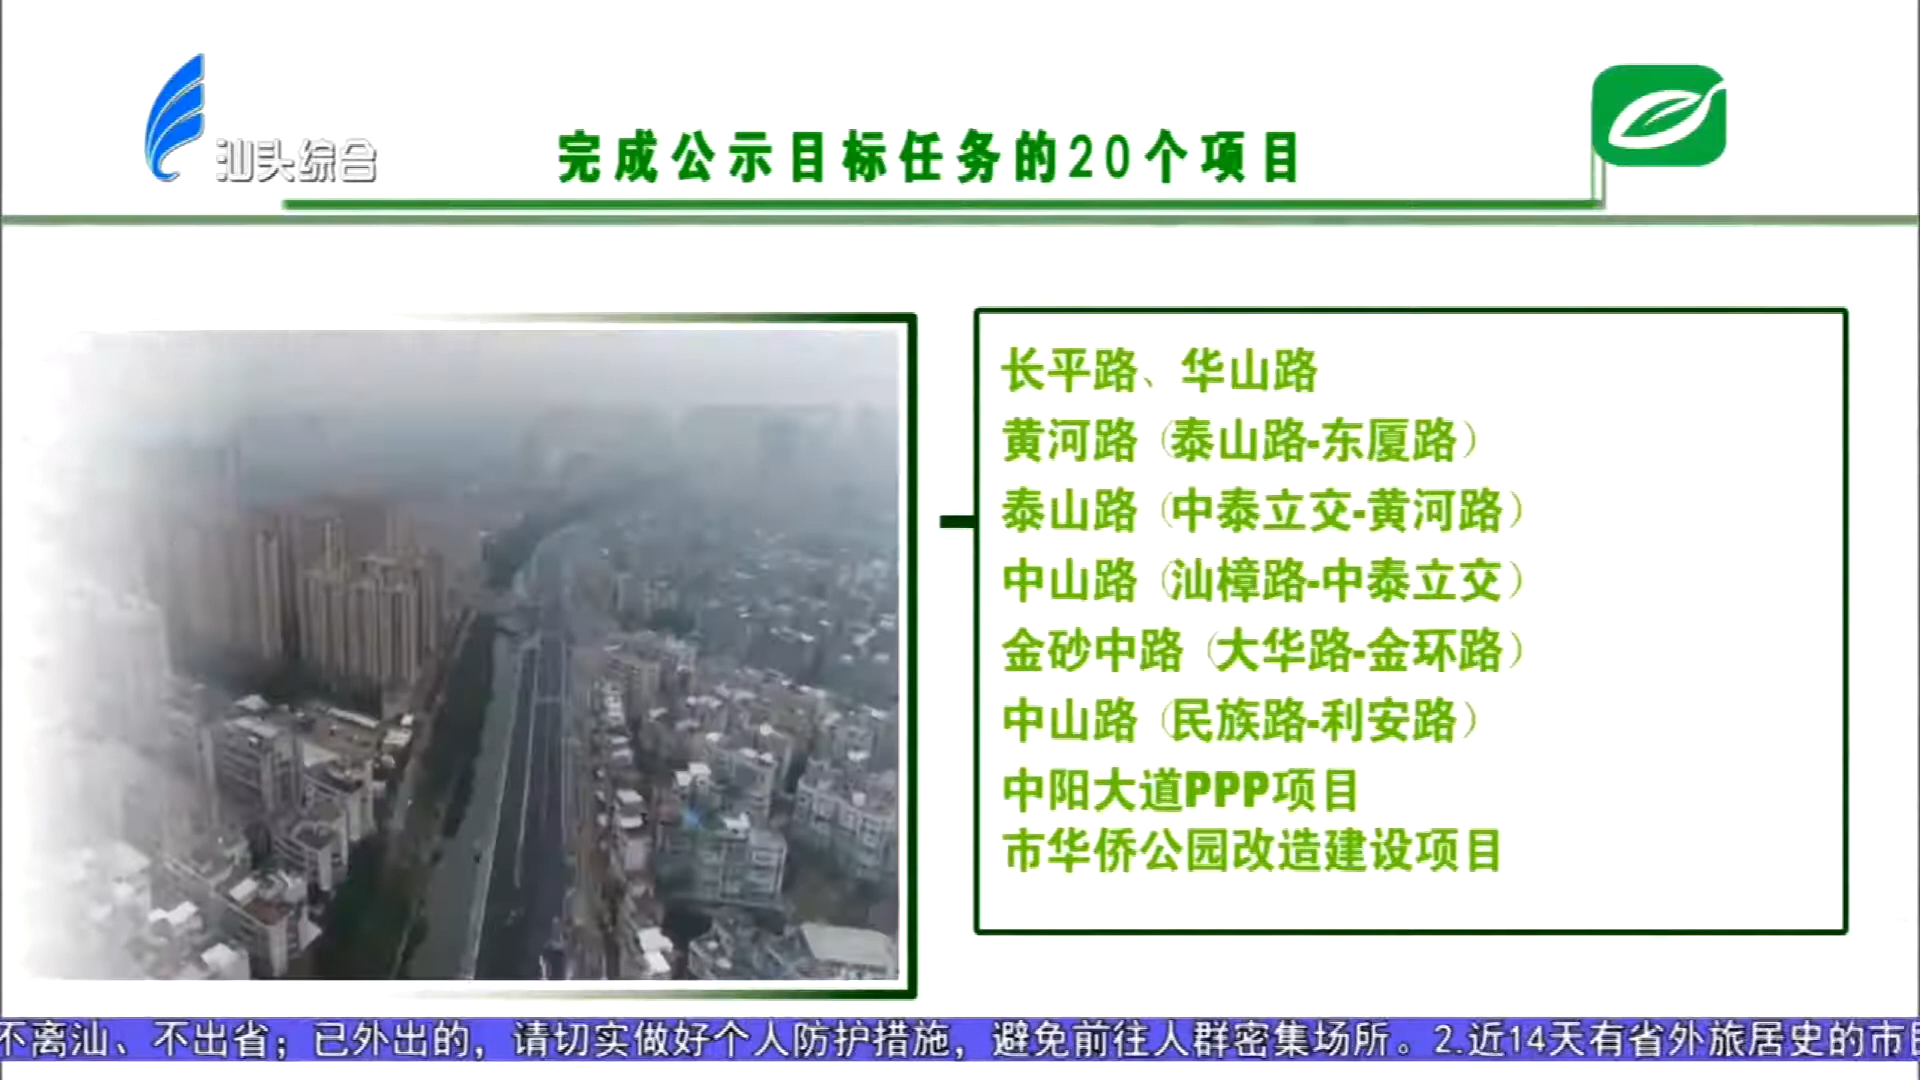 汕头综合
完成公示目标任务的20个项目
长平路、华山路
黄河路（泰山路-东厦路）
泰山路（中泰立交-黄河路）
中山路（汕樟路-中泰立交）
金砂中路（大华路-金环路）
中山路（民族路-利安路）
中阳大道PPP项目
市华侨公园改造建设项目
不离汕、不出省；已外出的，请切实做好个人防护措施，避免前往人群密集场所。2.近14天有省外旅居史的市